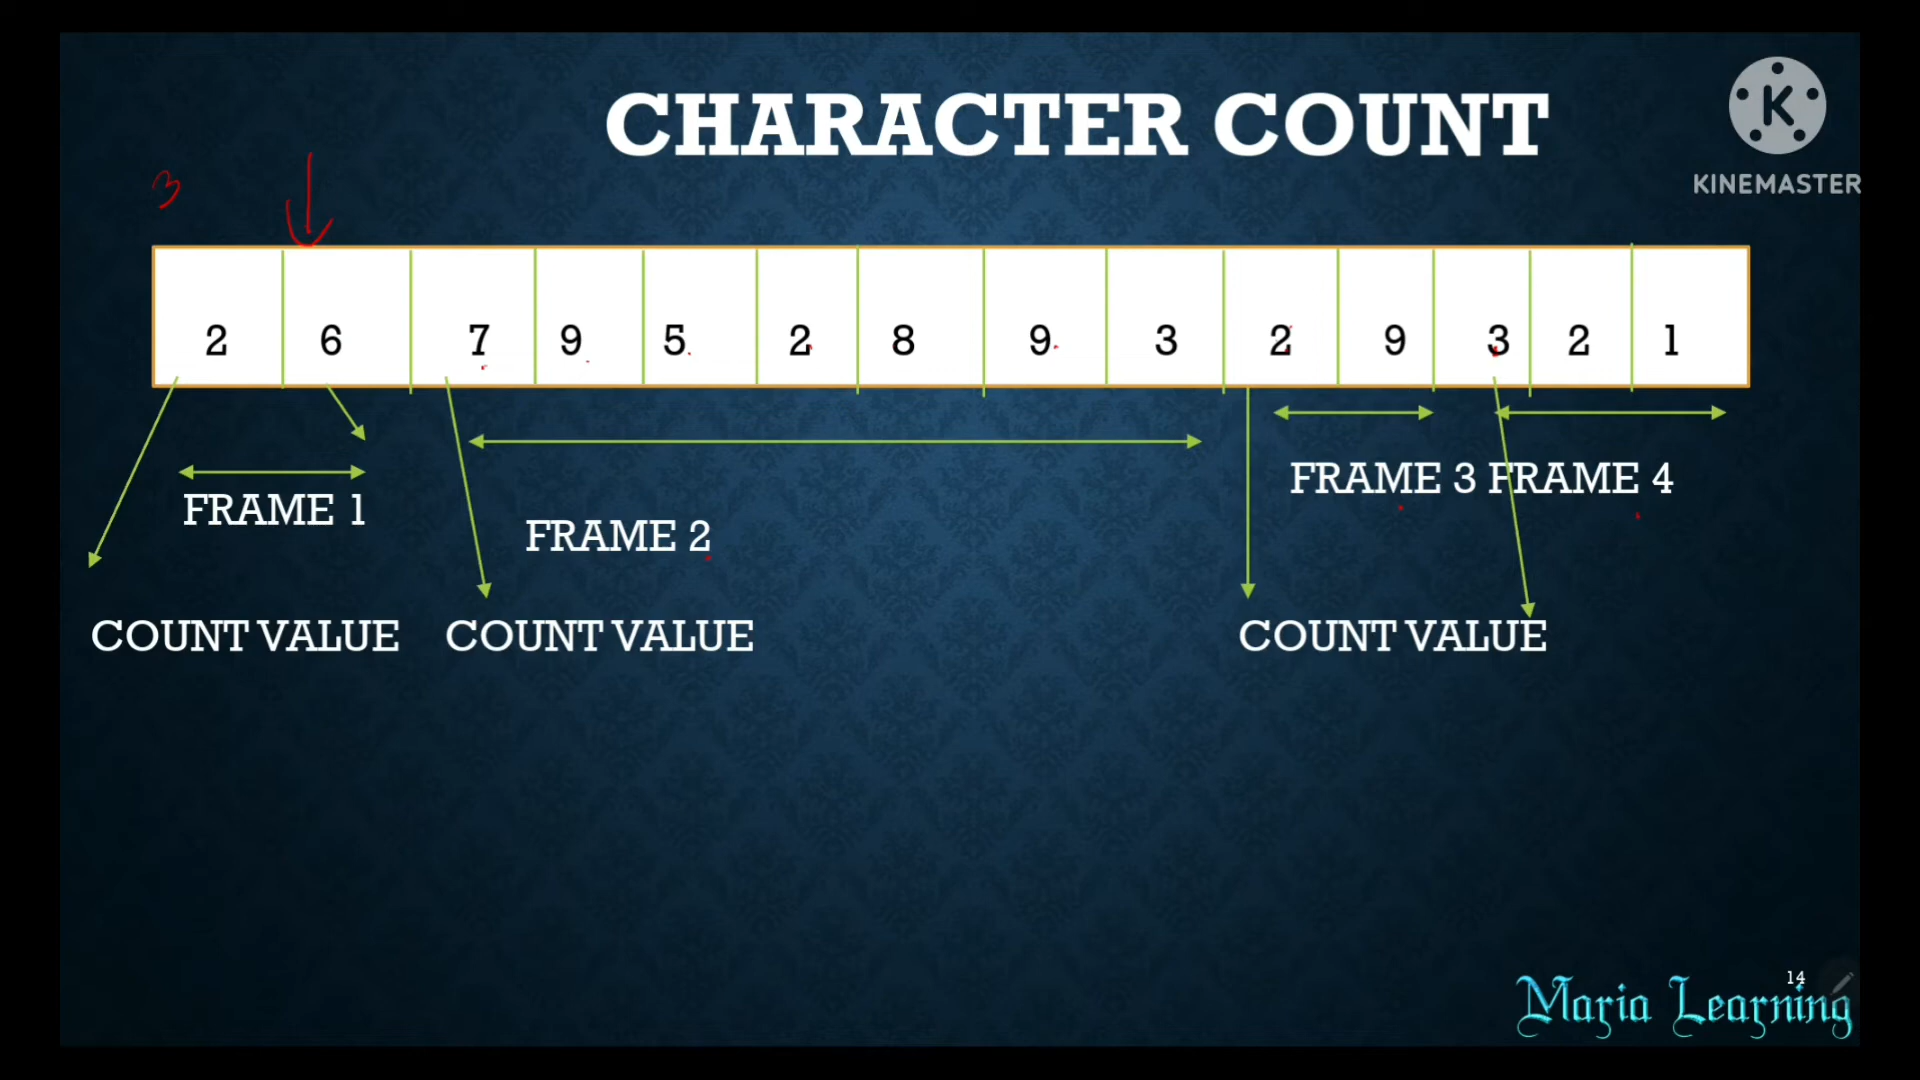 CHARACTER COUNT
K
KINEMASTER
3
2 6 7 9 5 2 8 9 3 2 9 3 2 1
FRAME 1
FRAME 2
FRAME 3 FRAME 4
COUNT VALUE COUNT VALUE COUNT VALUE
14
Maria Learning